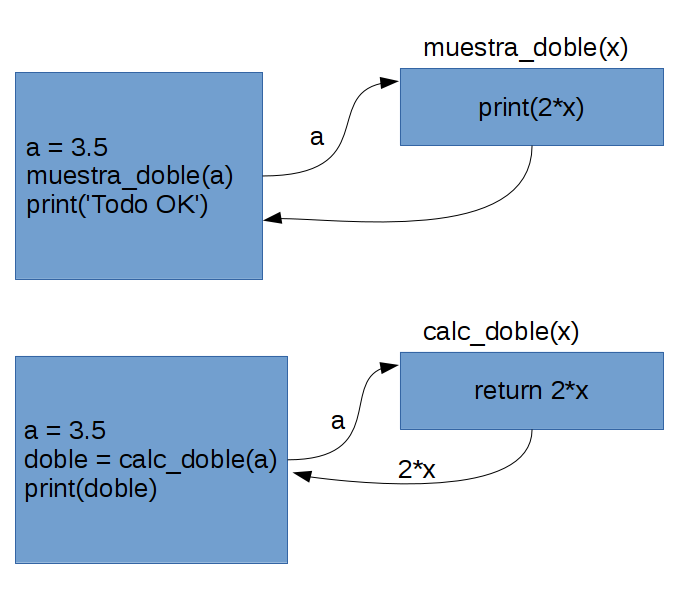 muestra_doble(x)
print(2*x)
a = 3.5
muestra_doble(a)
print('Todo OK')
a
calc_doble(x)
return 2*x
a = 3.5
doble = calc_doble(a)
print(doble)
a
2*x